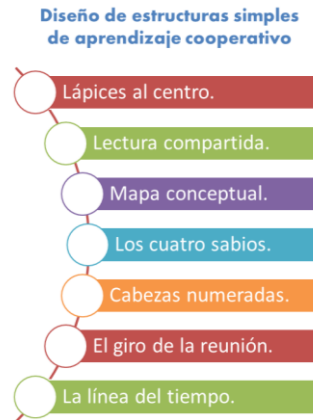 Diseño de estructuras simples
de aprendizaje cooperativo
Lápices al centro.
Lectura compartida.
Mapa conceptual.
Los cuatro sabios.
Cabezas numeradas.
El giro de la reunión.
La línea del tiempo.